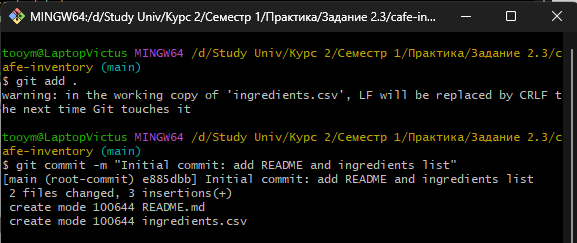 MINGW64:/d/Study Univ/Курс 2/Семестр 1/Практика/Задание 2.3/cafe-in...
tooym@LaptopVictus MINGW64 /d/Study Univ/Курс 2/Семестр 1/Практика/Задание 2.3/c
afe-inventory (main)
$ git add .
warning: in the working copy of 'ingredients.csv', LF will be replaced by CRLF t
he next time Git touches it
tooym@LaptopVictus MINGW64 /d/Study Univ/Курс 2/Семестр 1/Практика/Задание 2.3/c
afe-inventory (main)
$ git commit -m "Initial commit: add README and ingredients list"
[main (root-commit) e885dbb] Initial commit: add README and ingredients list
 2 files changed, 3 insertions(+)
 create mode 100644 README.md
 create mode 100644 ingredients.csv